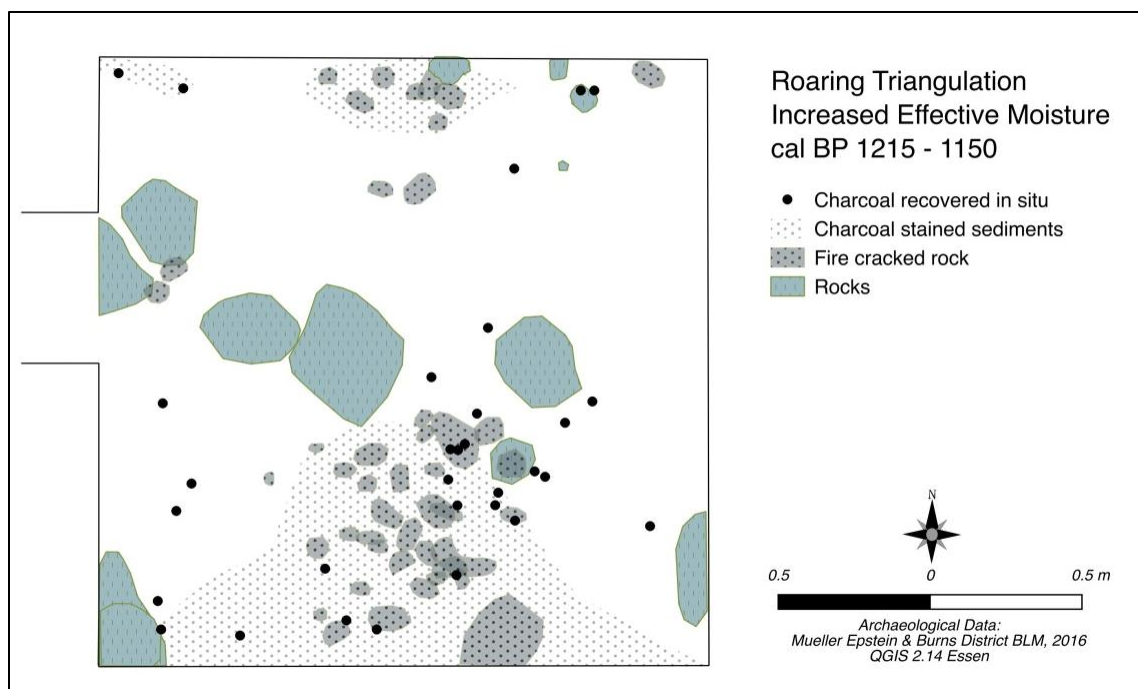 Roaring Triangulation
Increased Effective Moisture
cal BP 1215 - 1150
Charcoal recovered in situ
Charcoal stained sediments
Fire cracked rock
Rocks
N
0.5 0 0.5 m
Archaeological Data:
Mueller Epstein & Burns District BLM, 2016
QGIS 2.14 Essen